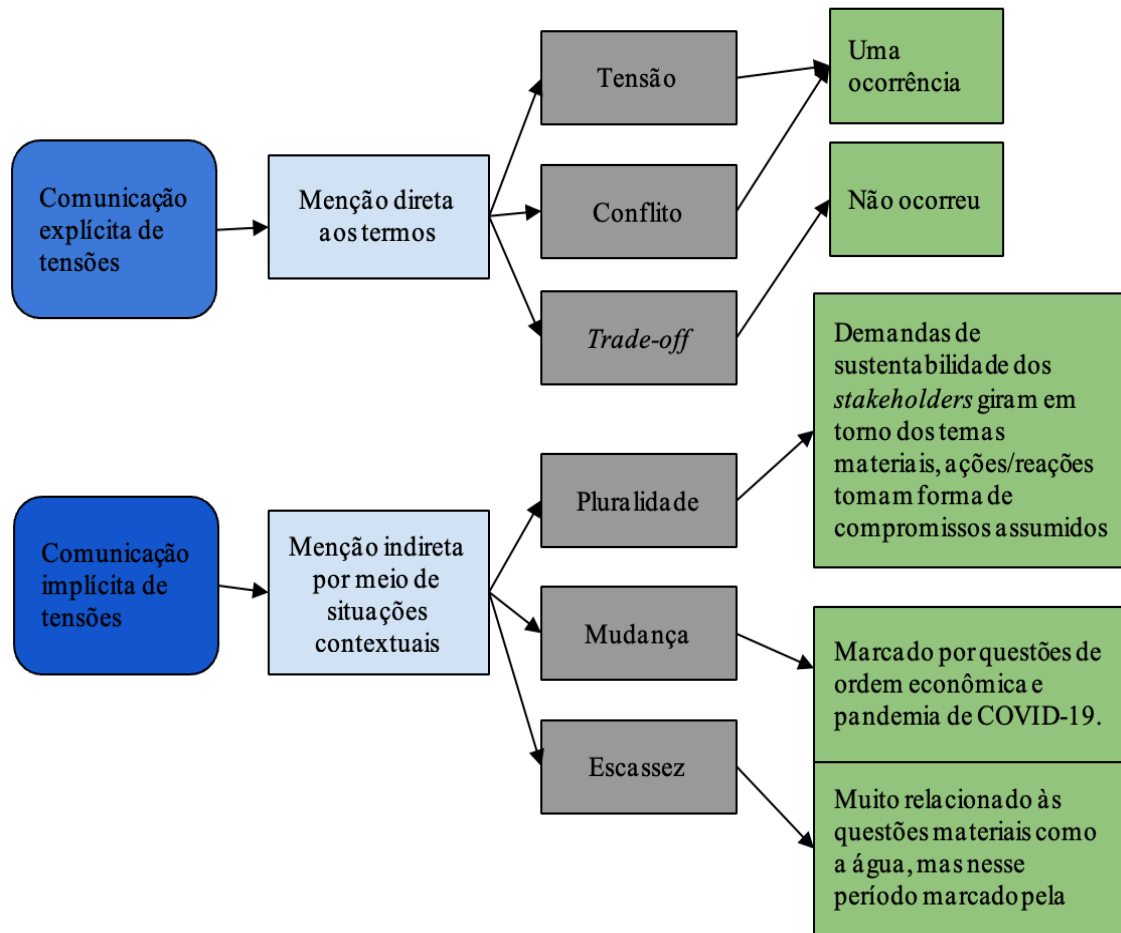 Comunicação
explícita de
tensões
Menção direta
aos termos
Tensão
Conflito
Trade-off
Uma
ocorrência
Não ocorreu
Comunicação
implícita de
tensões
Menção indireta
por meio de
situações
contextuais
Pluralidade
Mudança
Escassez
Demandas de
sustentabilidade dos
stakeholders giram em
torno dos temas
materiais, ações/reações
tomam forma de
compromissos assumidos
Marcado por questões de
ordem econômica e
pandemia de COVID-19.
Muito relacionado às
questões materiais como
a água, mas nesse
período marcado pela